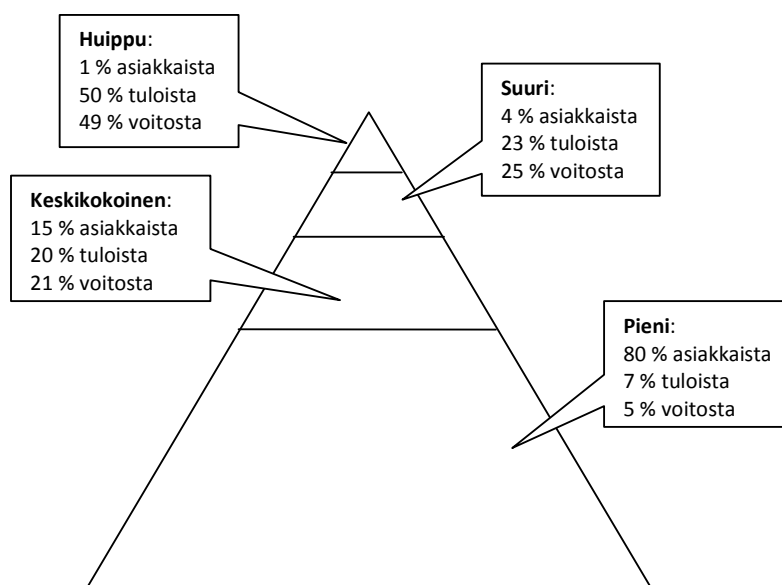 Huippu:
1 % asiakkaista
50 % tuloista
49 % voitosta
Suuri:
4 % asiakkaista
23 % tuloista
25 % voitosta
Keskikokoinen:
15 % asiakkaista
20 % tuloista
21 % voitosta
Pieni:
80 % asiakkaista
7 % tuloista
5 % voitosta